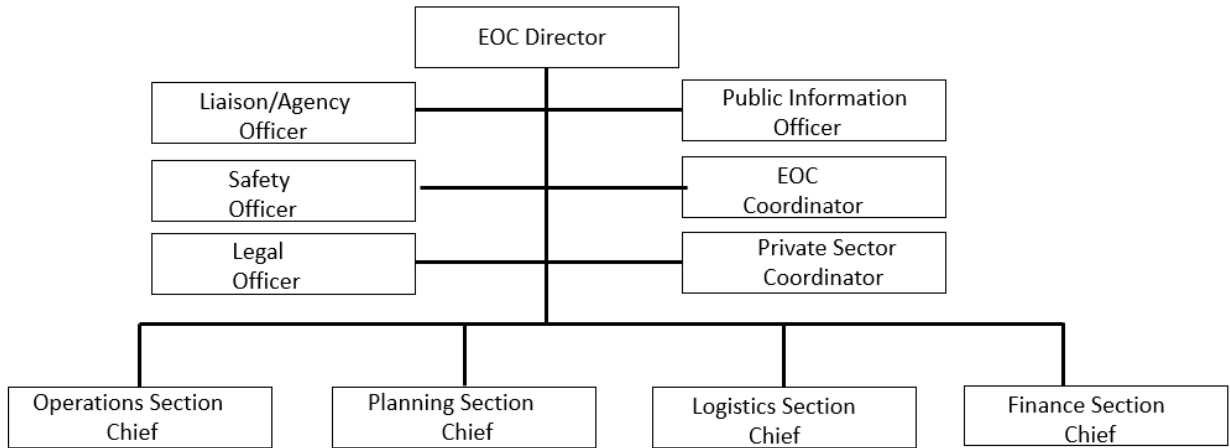 EOC Director
Liaison/Agency
Officer
Public Information
Officer
Safety
Officer
EOC
Coordinator
Legal
Officer
Private Sector
Coordinator
Operations Section
Chief
Planning Section
Chief
Logistics Section
Chief
Finance Section
Chief